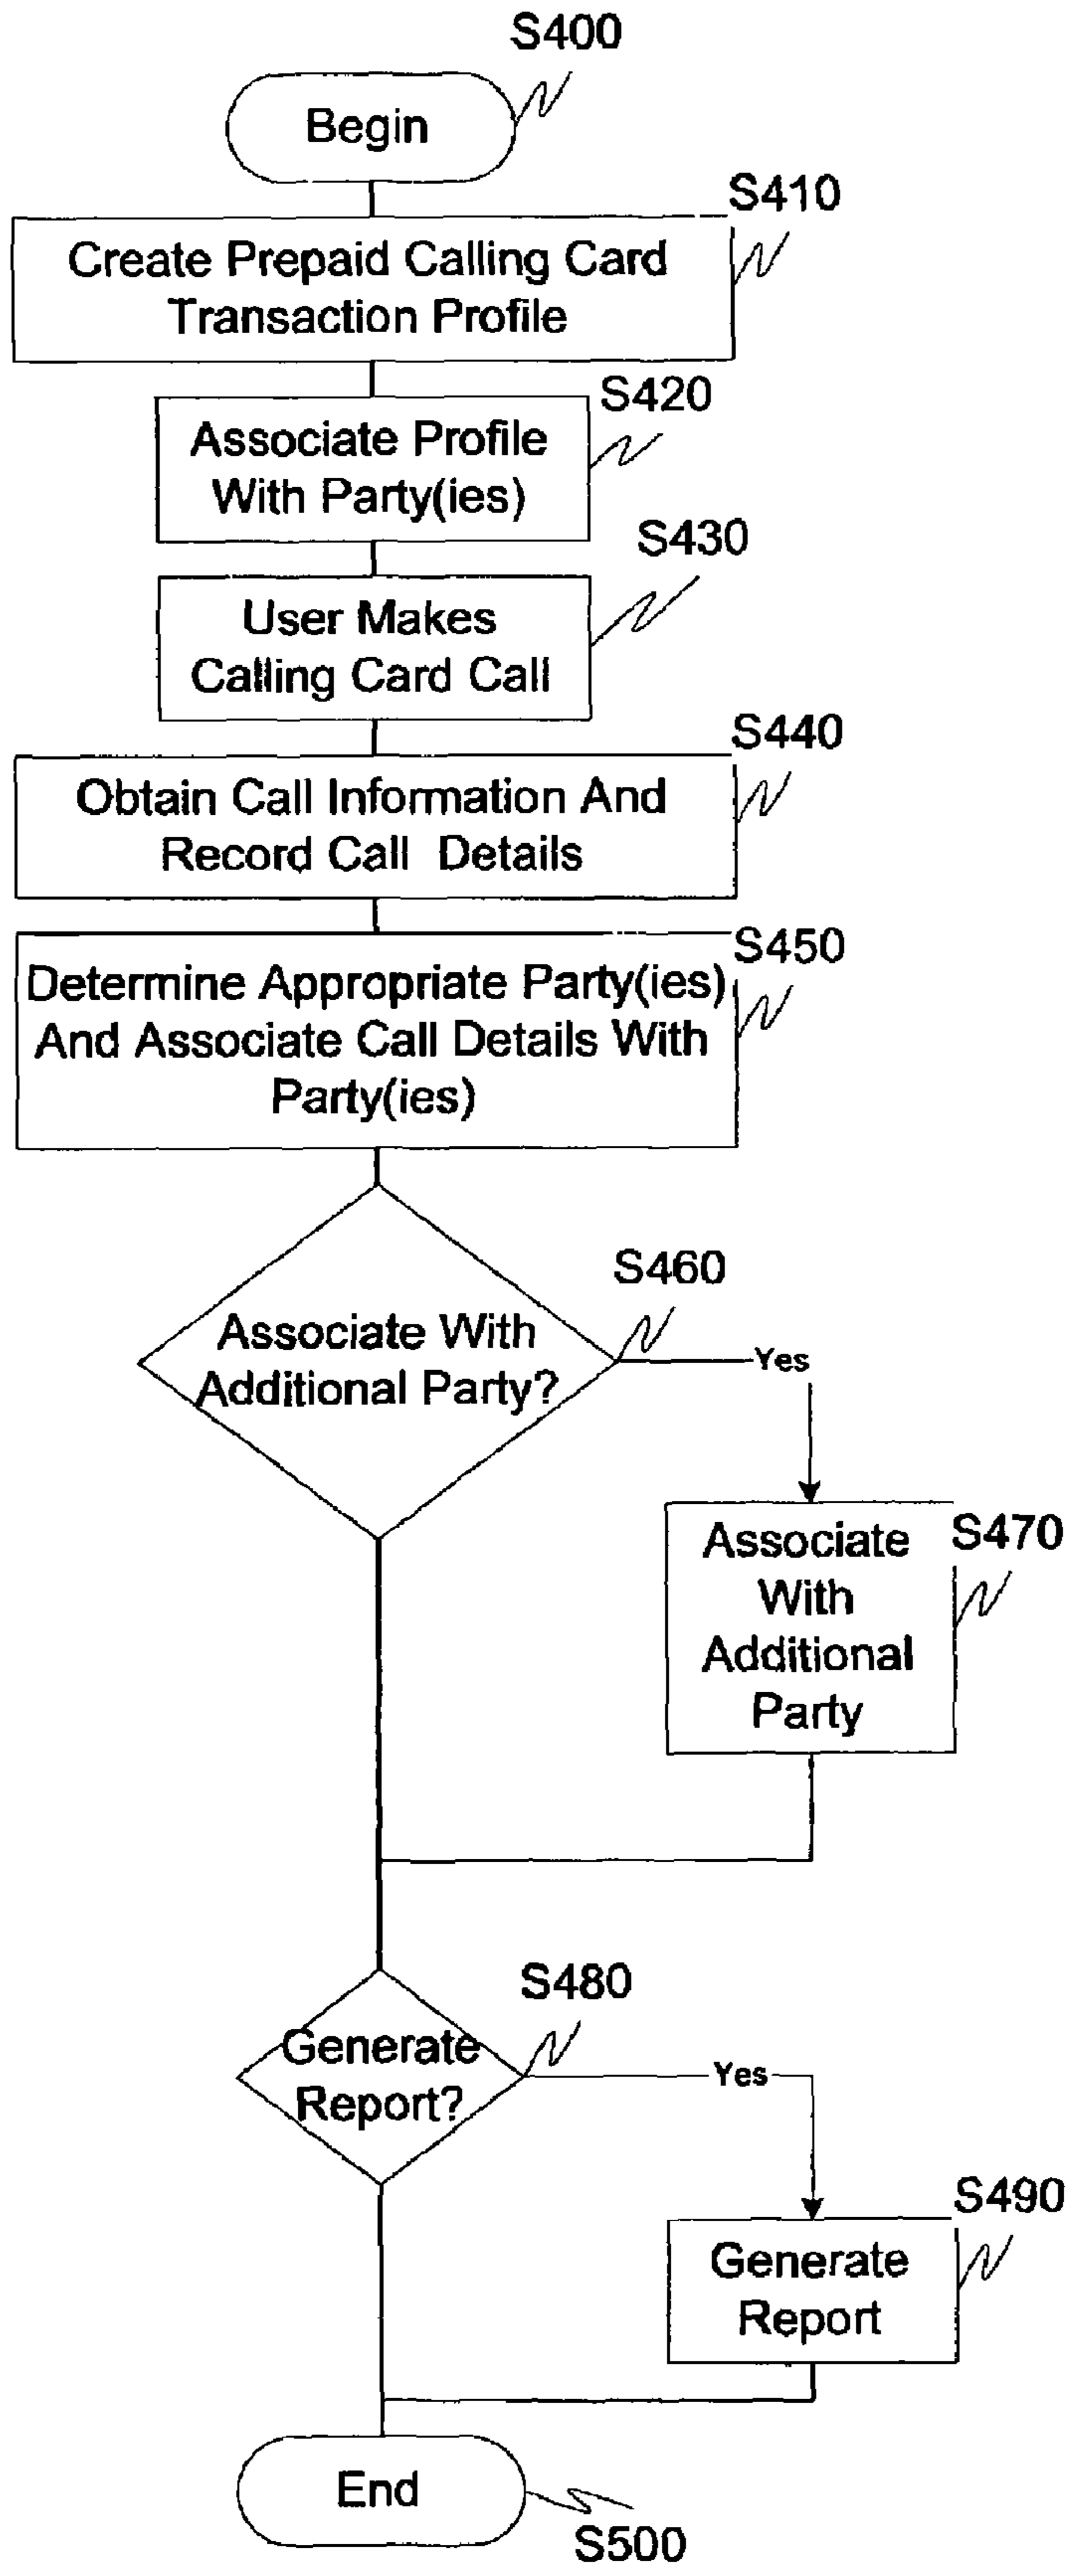 S400
Begin
S410
Create Prepaid Calling Card
Transaction Profile
S420
Associate Profile
With Party(ies)
S430
User Makes
Calling Card Call
S440
Obtain Call Information And
Record Call Details
S450
Determine Appropriate Party(ies)
And Associate Call Details With
Party(ies)
S460
Associate With
Additional Party?
Yes
S470
Associate
With
Additional
Party
S480
Generate
Report?
Yes
S490
Generate
Report
End
S500